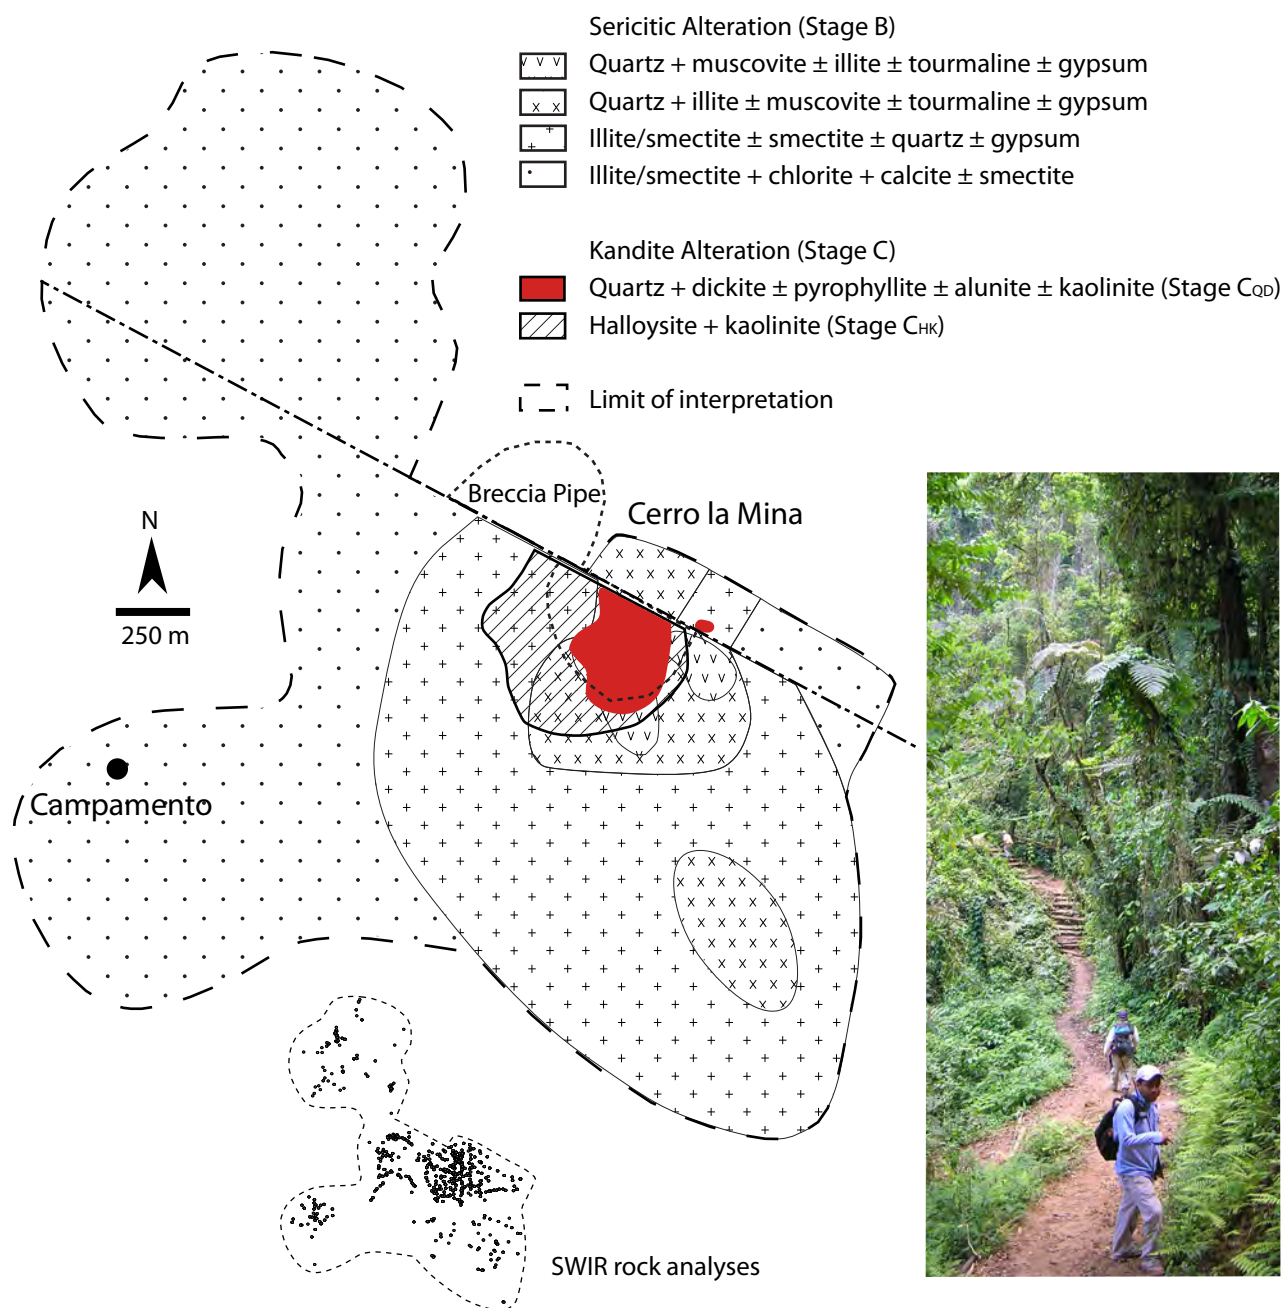 Sericitic Alteration (Stage B)
Quartz + muscovite ± illite ± tourmaline ± gypsum
Quartz + illite ± muscovite ± tourmaline ± gypsum
Illite/smectite ± smectite ± quartz ± gypsum
Illite/smectite + chlorite + calcite ± smectite
Kandite Alteration (Stage C)
Quartz + dickite ± pyrophyllite ± alunite ± kaolinite (Stage CQD)
Halloysite + kaolinite (Stage CHK)
Limit of interpretation
Breccia Pipe
Cerro la Mina
N
250 m
Campamento
SWIR rock analyses